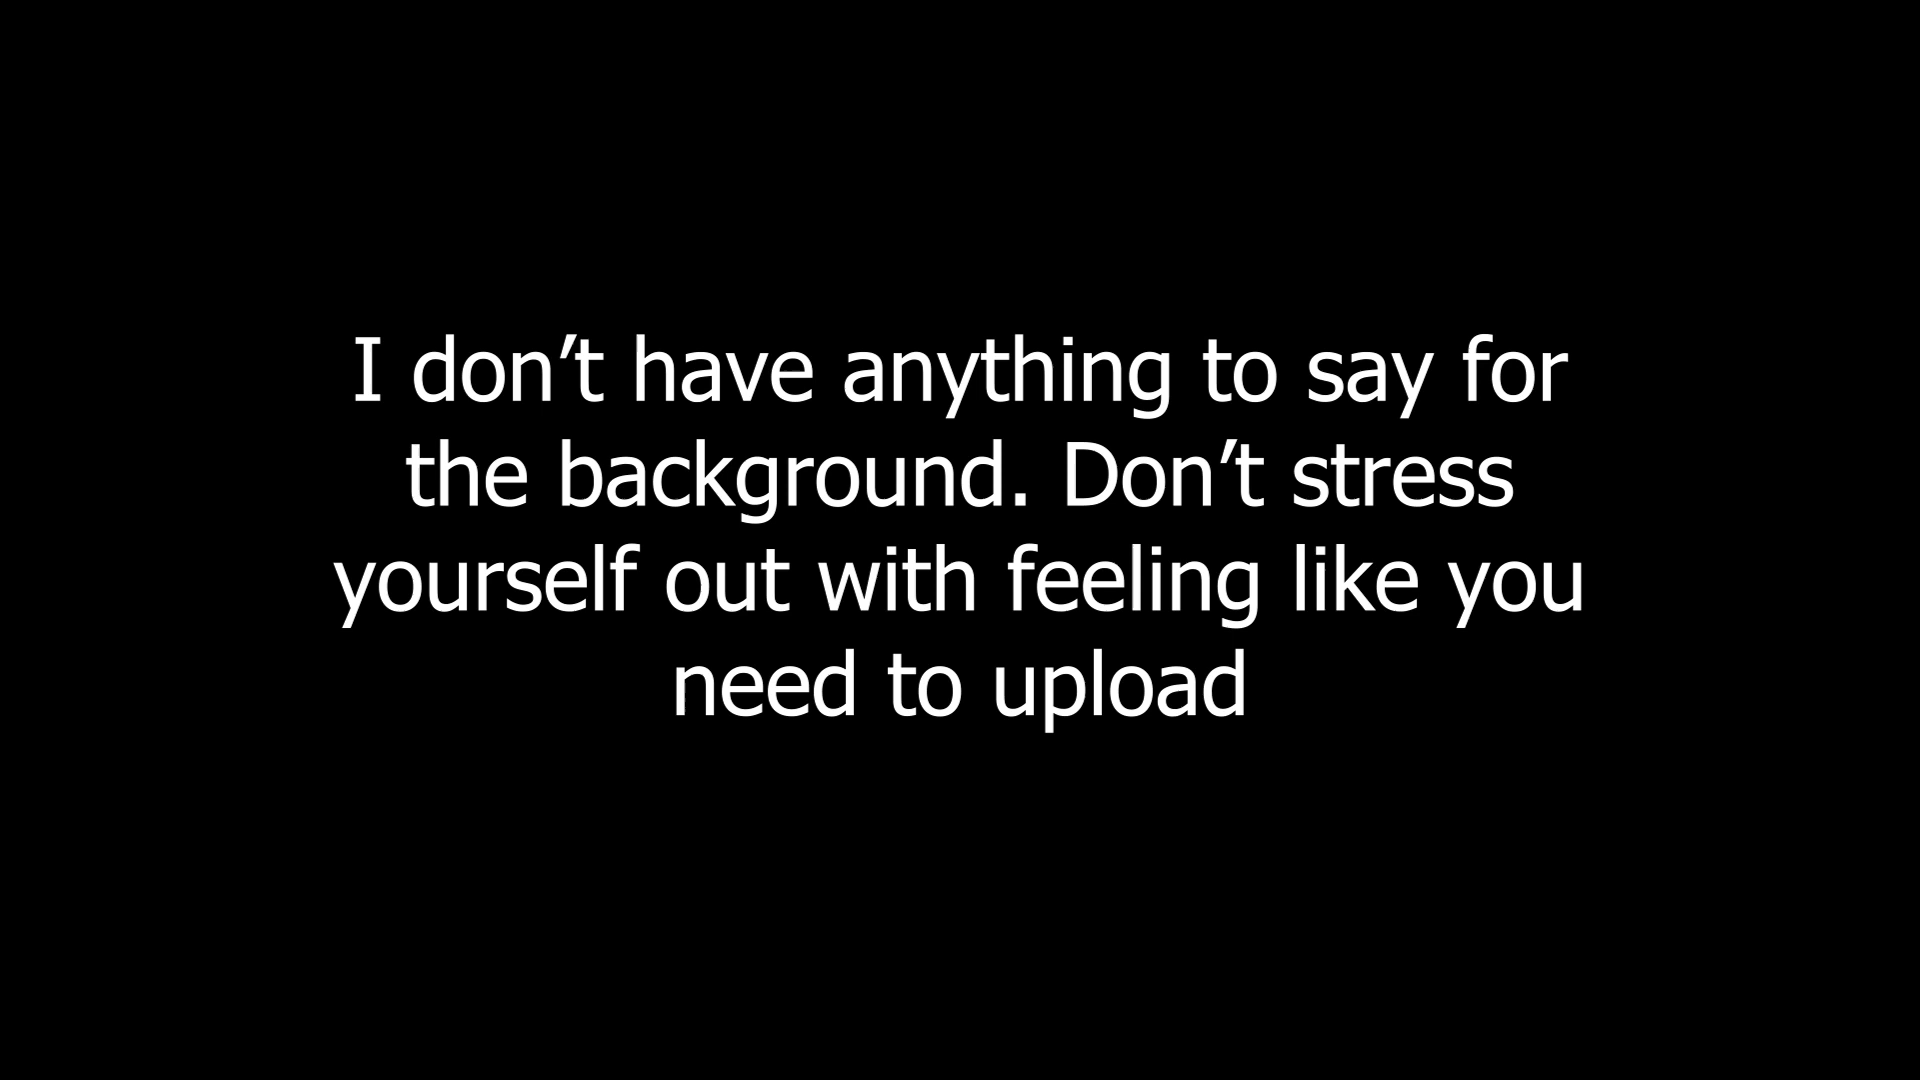 I don’t have anything to say for
the background. Don’t stress
yourself out with feeling like you
need to upload